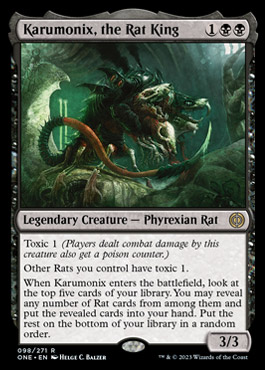 Karumonix, the Rat King 1
Legendary Creature — Phyrexian Rat
Toxic 1 (Players dealt combat damage by this
creature also get a poison counter.)
Other Rats you control have toxic 1.
When Karumonix enters the battlefield, look
at the top five cards of your library. You may reveal
any number of Rat cards from among them and
put the revealed cards into your hand. Put the
rest on the bottom of your library in a random
order.
3/3
098/271 R
ONE • EN HELGE C. BALZER
™ & © 2023 Wizards of the Coast